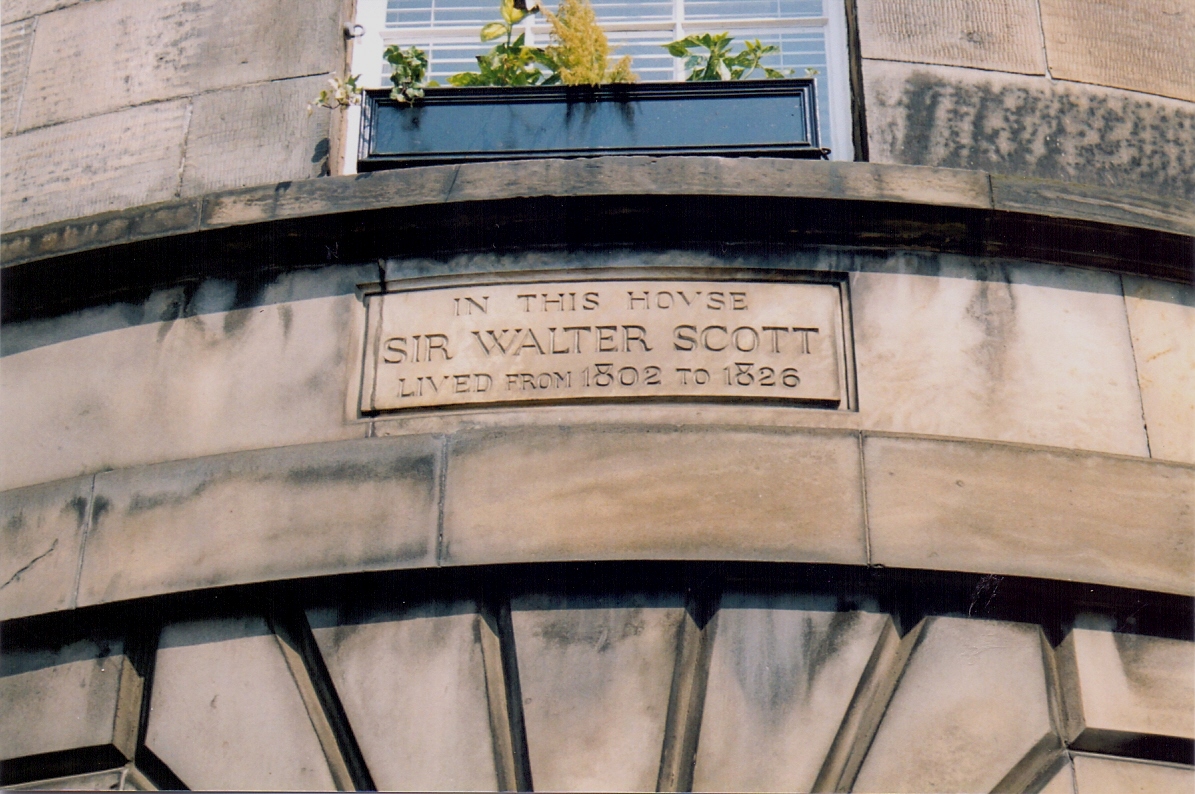 IN THIS HOVSE
SIR WALTER SCOTT
LIVED FROM 1802 TO 1826